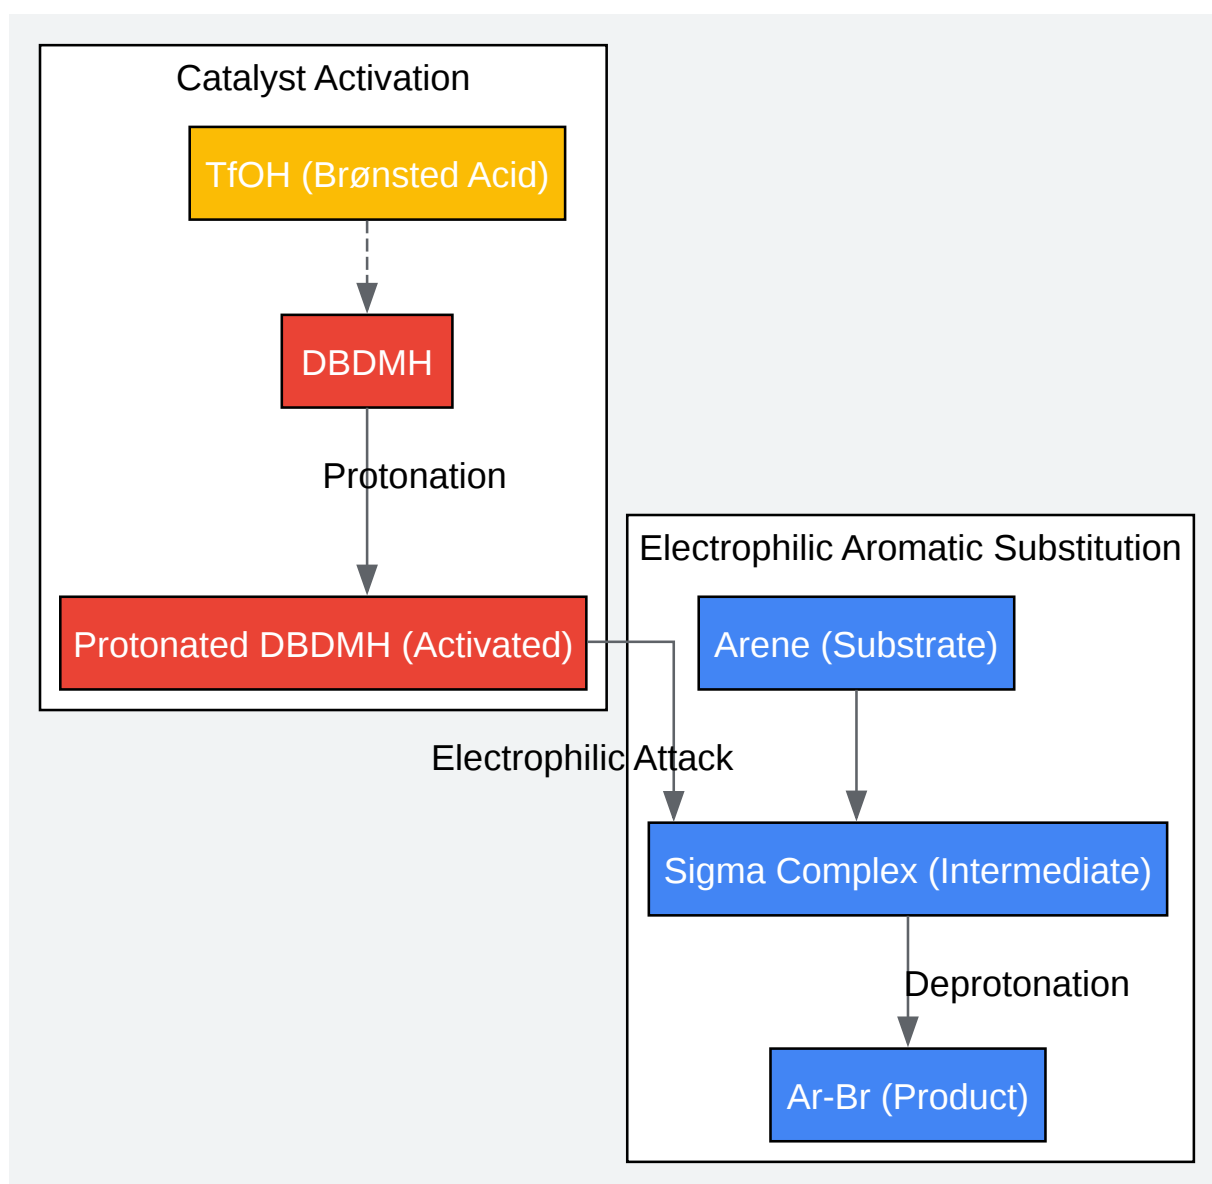 Catalyst Activation
TfOH (Brønsted Acid)
DBDMH
Protonation
Protonated DBDMH (Activated)
Electrophilic Aromatic Substitution
Arene (Substrate)
Electrophilic Attack
Sigma Complex (Intermediate)
Deprotonation
Ar-Br (Product)